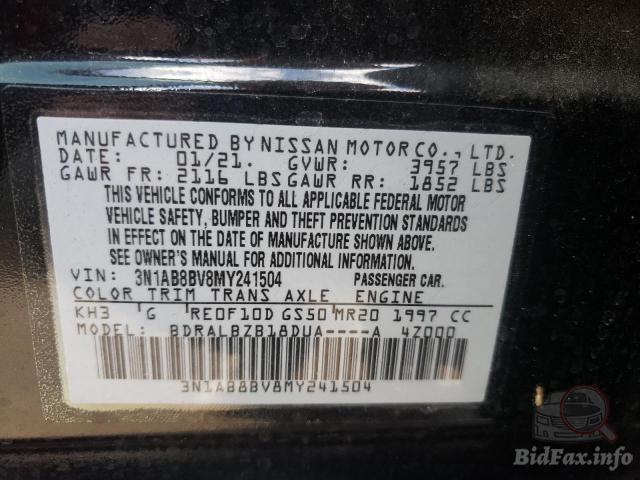 MANUFACTURED BY NISSAN MOTOR CO., LTD.
DATE: 01/21. GVWR: 3957 LBS
GAWR FR: 2116 LBS GAWR RR: 1852 LBS
THIS VEHICLE CONFORMS TO ALL APPLICABLE FEDERAL MOTOR
VEHICLE SAFETY, BUMPER AND THEFT PREVENTION STANDARDS
IN EFFECT ON THE DATE OF MANUFACTURE SHOWN ABOVE.
SEE OWNER'S MANUAL FOR ADDITIONAL INFORMATION.
VIN: 3N1AB8BV8MY241504 PASSENGER CAR.
COLOR TRIM TRANS AXLE ENGINE
KH3 G RE0F10D GS50 MR20 1997 CC
MODEL: BDRALBZB18DUA----A 4Z000
3N1AB8BV8MY241504
BidFax.info